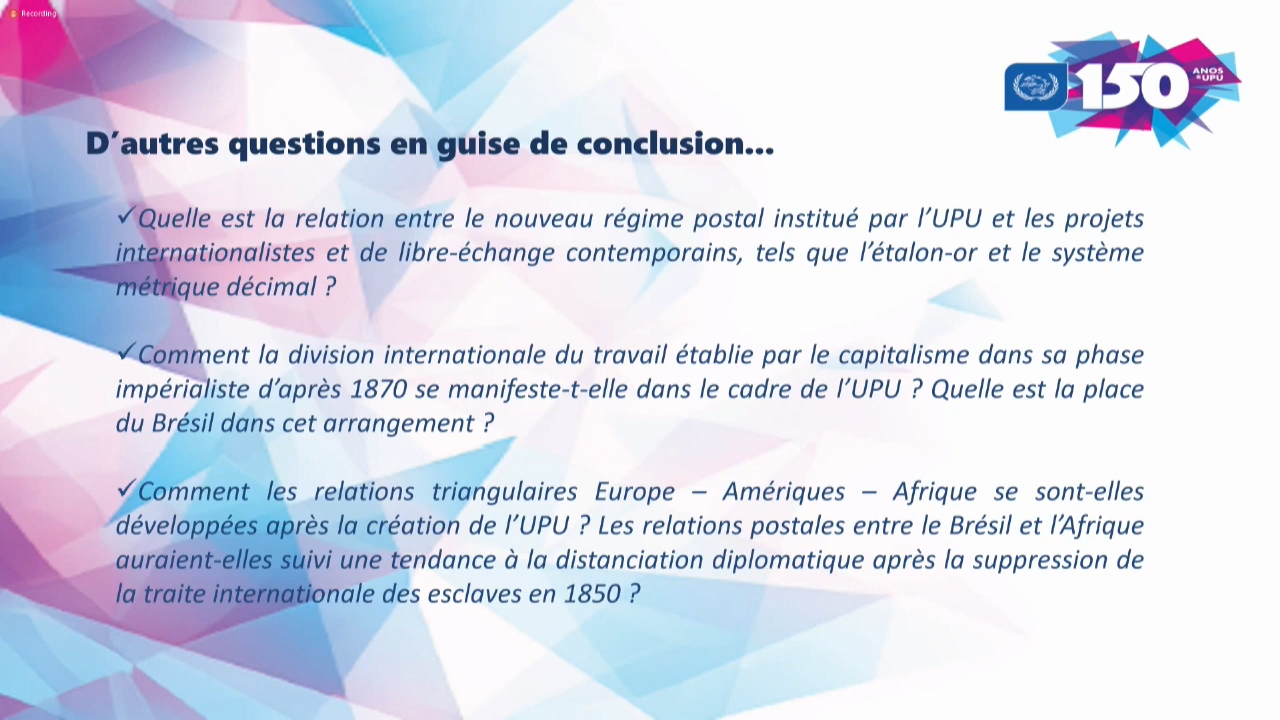 Recording
150 ANOS
UPU
D’autres questions en guise de conclusion...
✓Quelle est la relation entre le nouveau régime postal institué par l’UPU et les projets
internationalistes et de libre-échange contemporains, tels que l’étalon-or et le système
métrique décimal ?
✓Comment la division internationale du travail établie par le capitalisme dans sa phase
impérialiste d’après 1870 se manifeste-t-elle dans le cadre de l’UPU ? Quelle est la place
du Brésil dans cet arrangement ?
✓Comment les relations triangulaires Europe – Amériques – Afrique se sont-elles
développées après la création de l’UPU ? Les relations postales entre le Brésil et l’Afrique
auraient-elles suivi une tendance à la distanciation diplomatique après la suppression de
la traite internationale des esclaves en 1850 ?